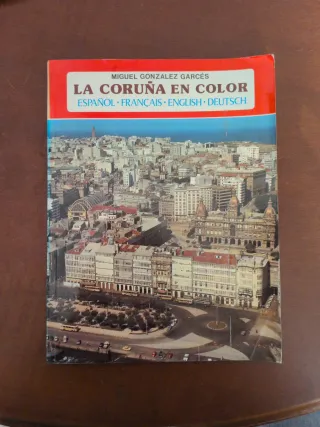 MIGUEL GONZALEZ GARCÉS
LA CORUÑA EN COLOR
ESPAÑOL · FRANÇAIS · ENGLISH · DEUTSCH